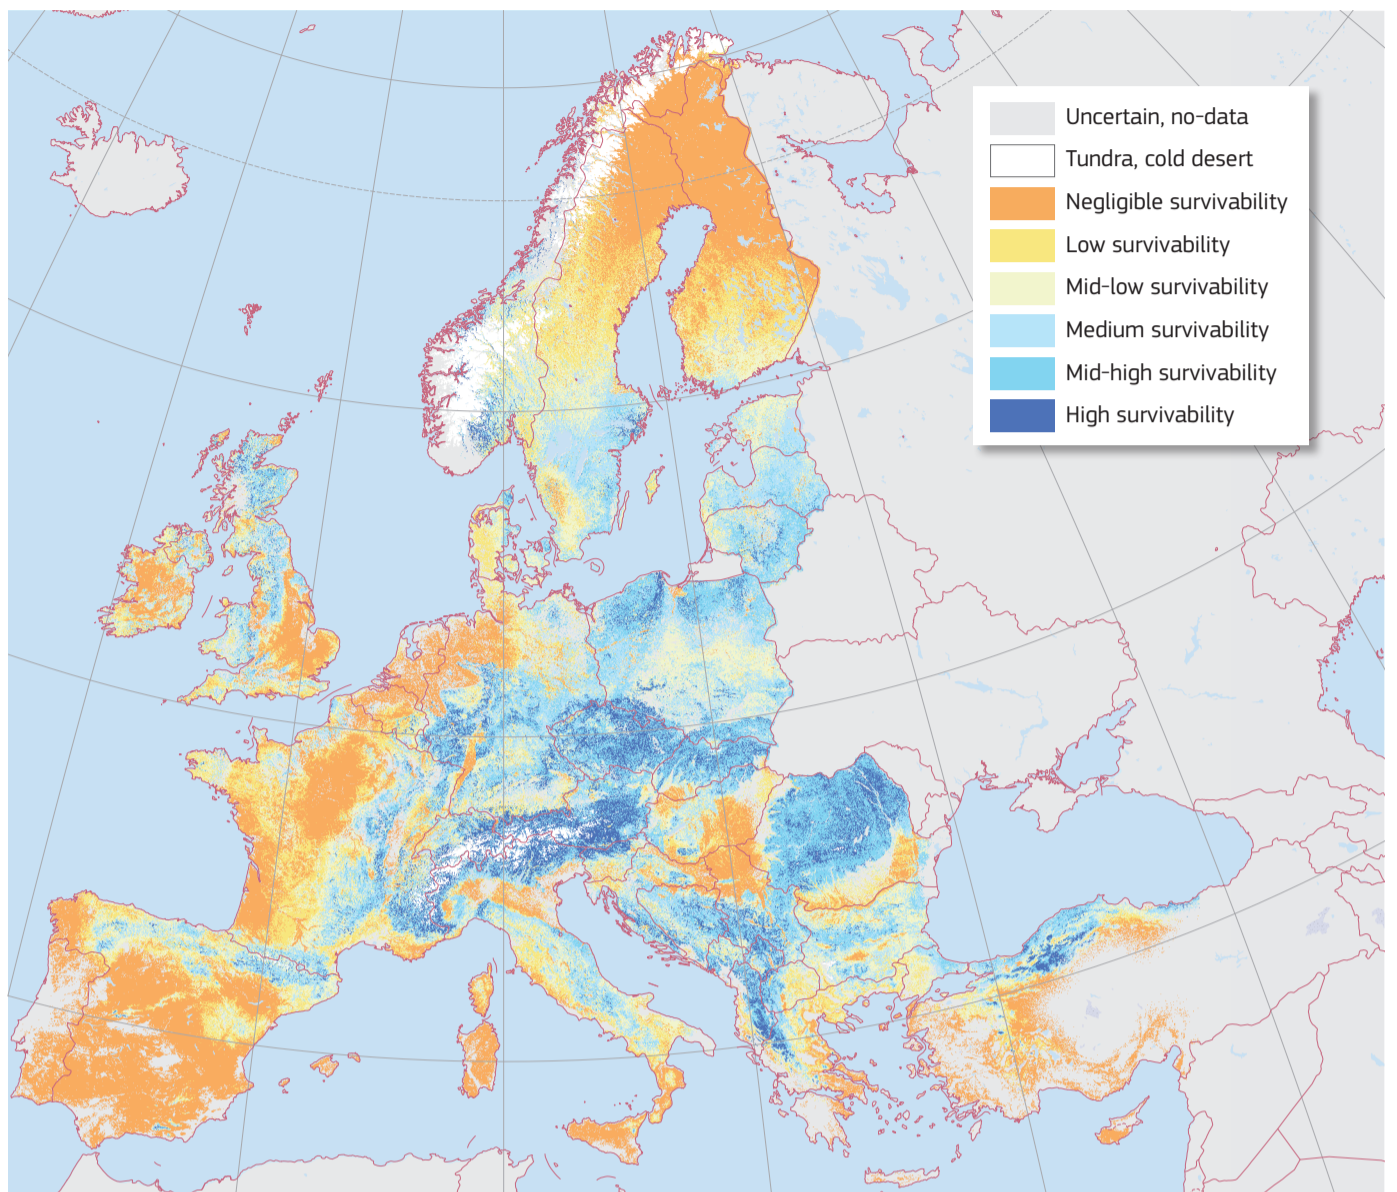 Uncertain, no-data
Tundra, cold desert
Negligible survivability
Low survivability
Mid-low survivability
Medium survivability
Mid-high survivability
High survivability